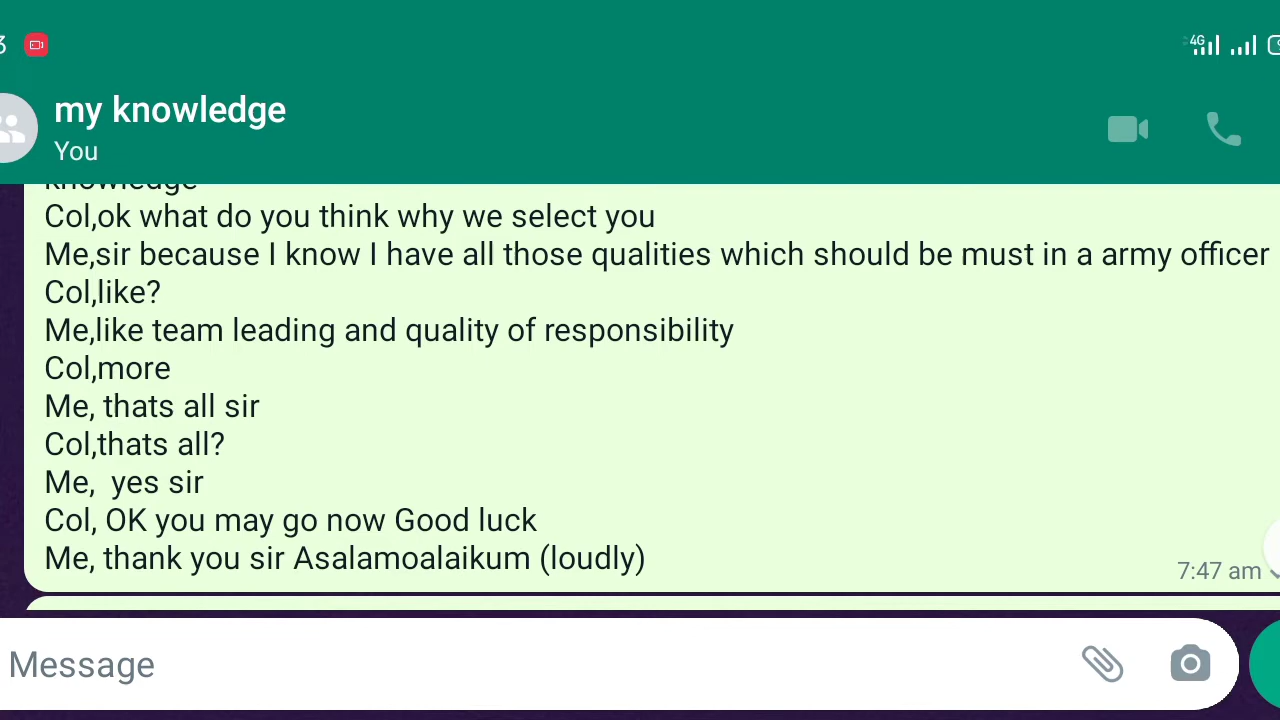 4G
my knowledge
You
knowledge
Col,ok what do you think why we select you
Me,sir because I know I have all those qualities which should be must in a army officer
Col,like?
Me,like team leading and quality of responsibility
Col,more
Me, thats all sir
Col,thats all?
Me,  yes sir
Col, OK you may go now Good luck
Me, thank you sir Asalamoalaikum (loudly)
7:47 am
Message